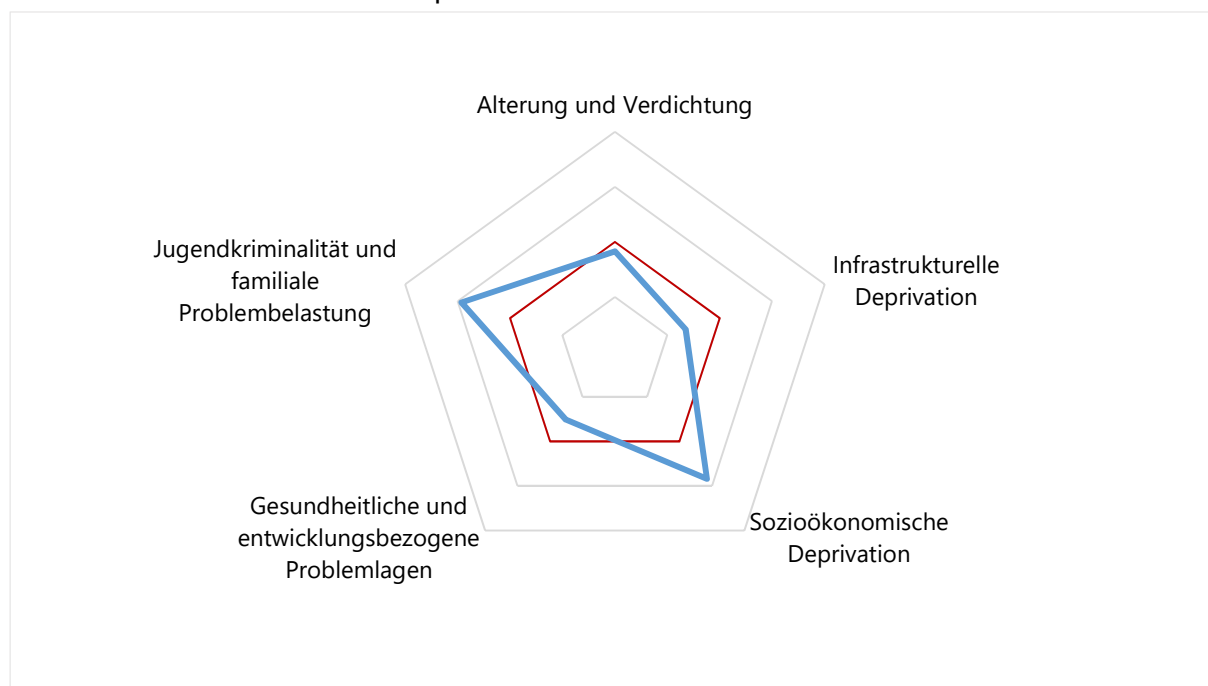 Alterung und Verdichtung
Jugendkriminalität und
familiale
Problembelastung
Infrastrukturelle
Deprivation
Gesundheitliche und
entwicklungsbezogene
Problemlagen
Sozioökonomische
Deprivation